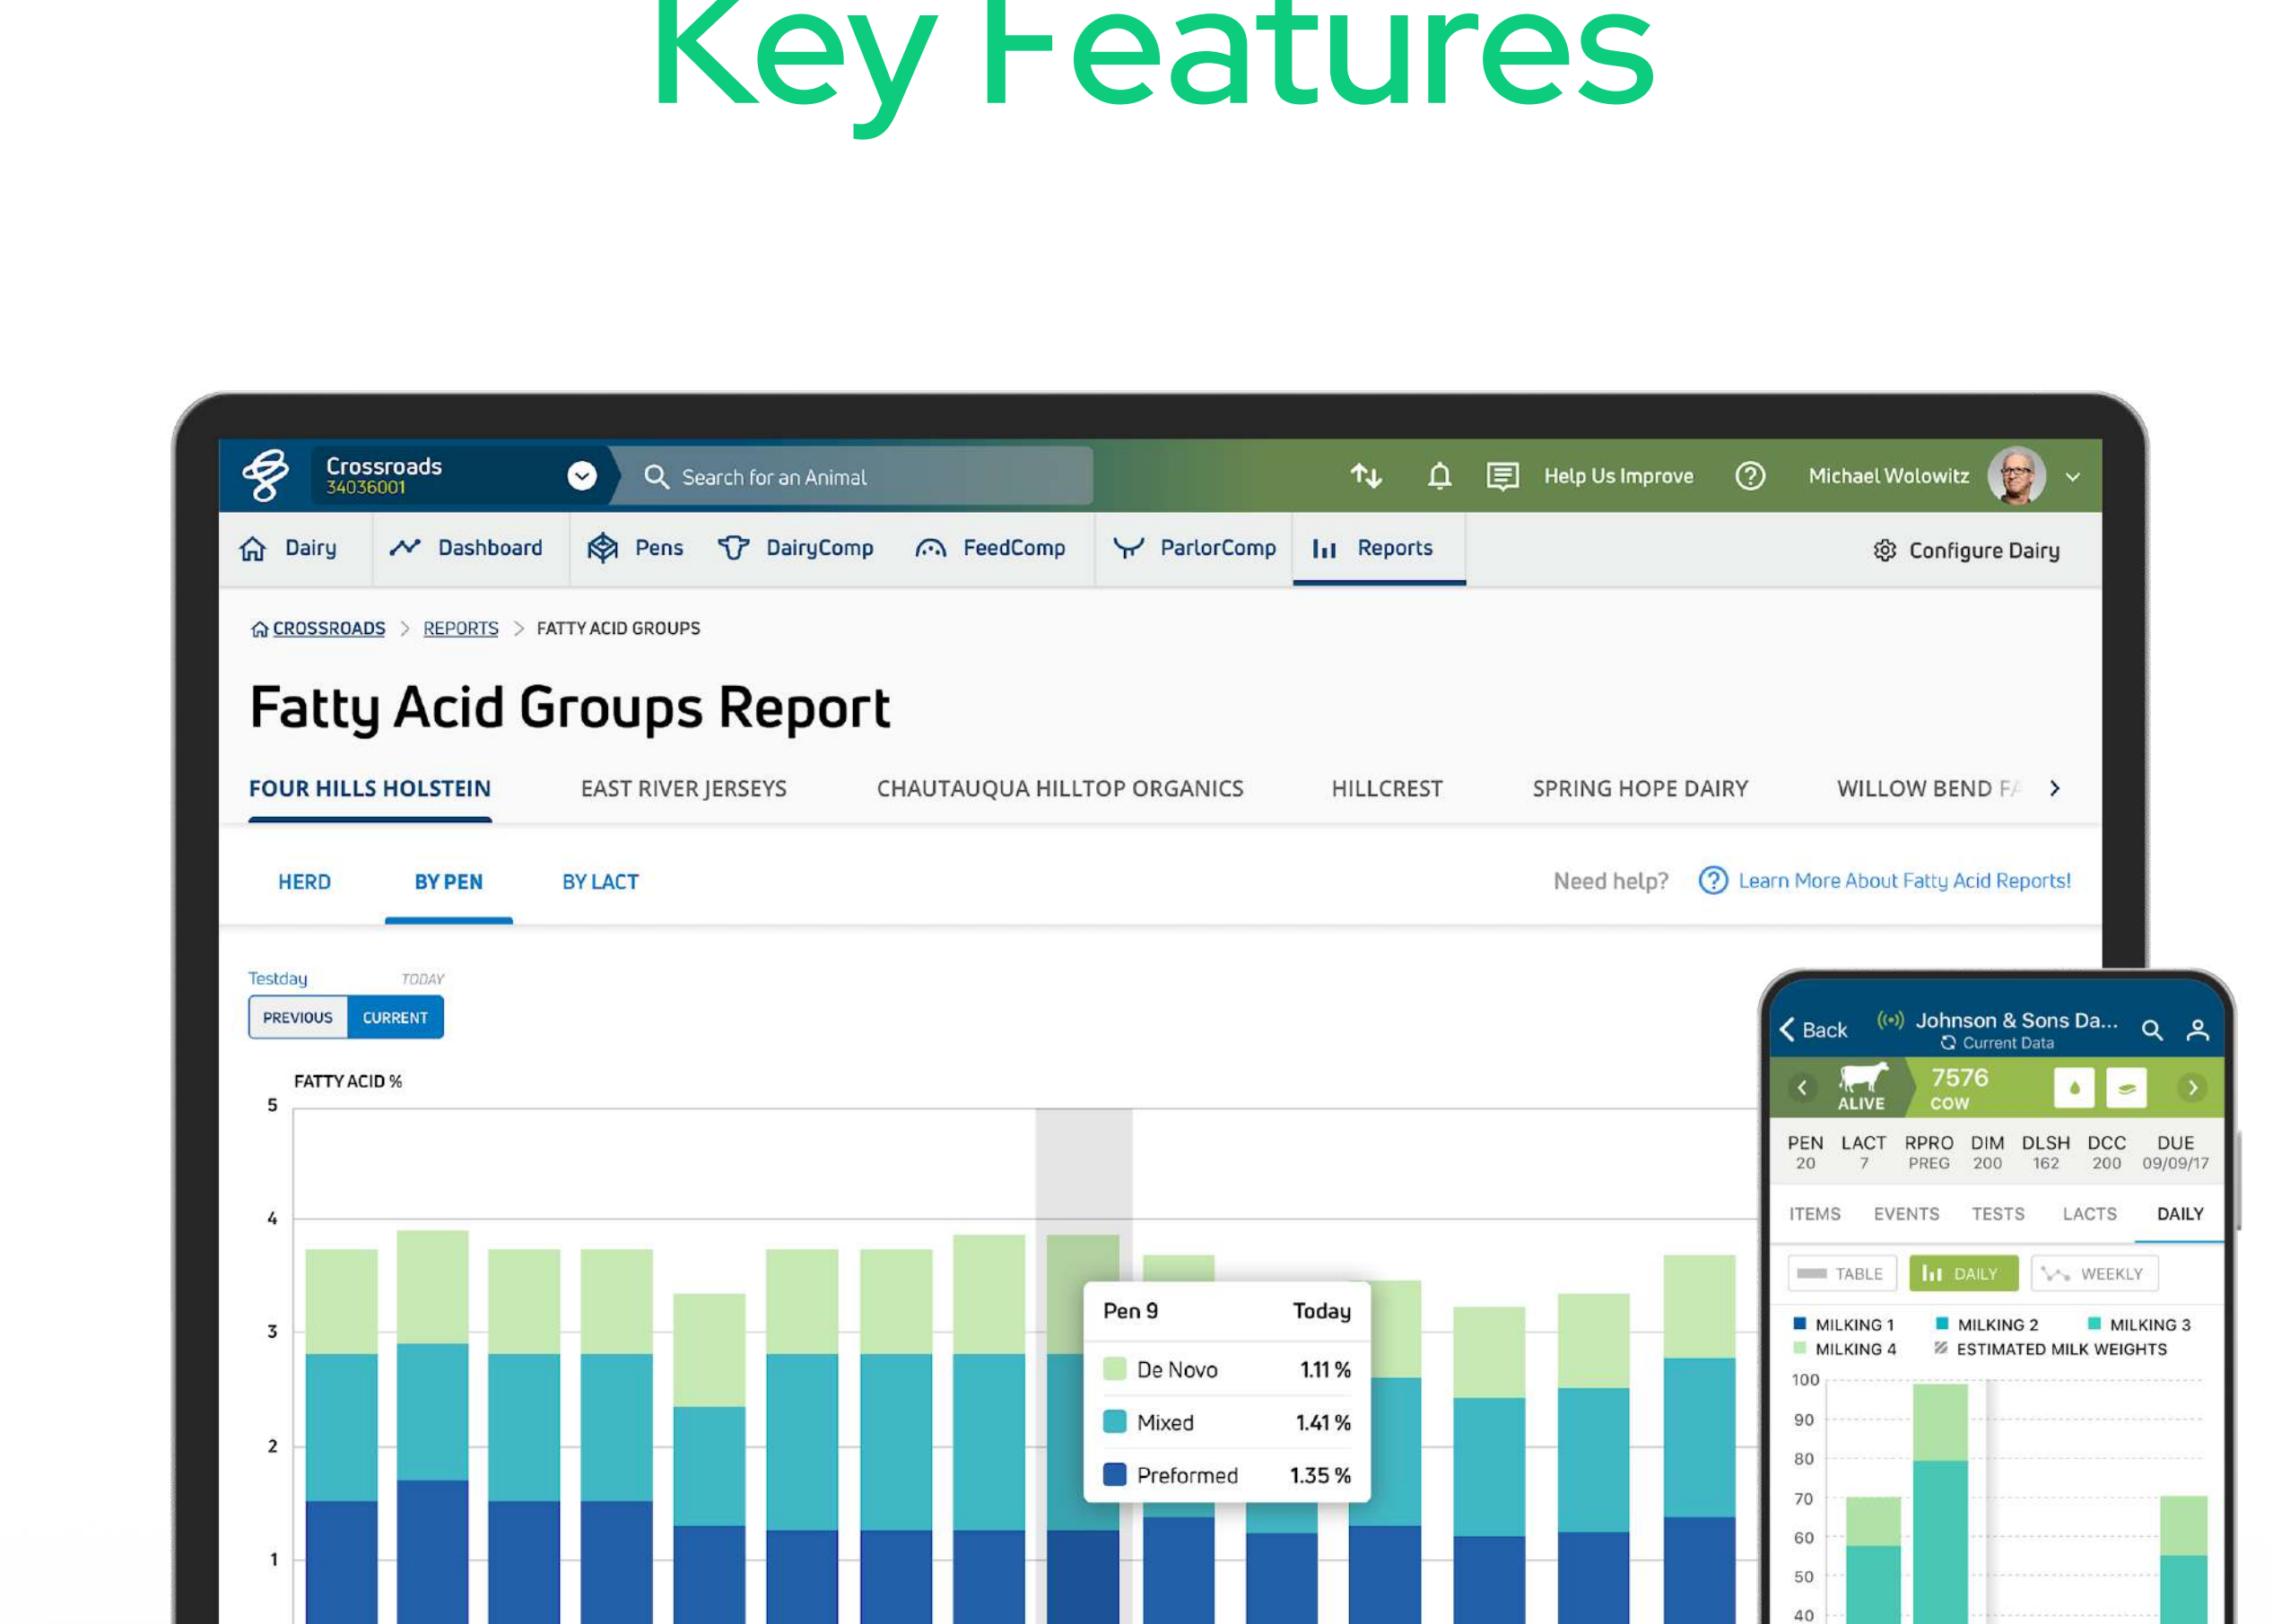 Key Features
Crossroads
34036001
Search for an Animal
Help Us Improve
Michael Wolowitz
Dairy
Dashboard
Pens
DairyComp
FeedComp
ParlorComp
Reports
Configure Dairy
CROSSROADS > REPORTS > FATTY ACID GROUPS
Fatty Acid Groups Report
FOUR HILLS HOLSTEIN
EAST RIVER JERSEYS
CHAUTAUQUA HILLTOP ORGANICS
HILLCREST
SPRING HOPE DAIRY
WILLOW BEND FA
HERD
BY PEN
BY LACT
Need help?
Learn More About Fatty Acid Reports!
Testday
TODAY
PREVIOUS
CURRENT
FATTY ACID %
5
4
3
2
1
Pen 9 Today
De Novo 1.11 %
Mixed 1.41 %
Preformed 1.35 %
Back
Johnson & Sons Da...
Current Data
ALIVE
7576
COW
PEN LACT RPRO DIM DLSH DCC DUE
20 7 PREG 200 162 200 09/09/17
ITEMS EVENTS TESTS LACTS DAILY
TABLE DAILY WEEKLY
MILKING 1 MILKING 2 MILKING 3
MILKING 4 ESTIMATED MILK WEIGHTS
100
90
80
70
60
50
40